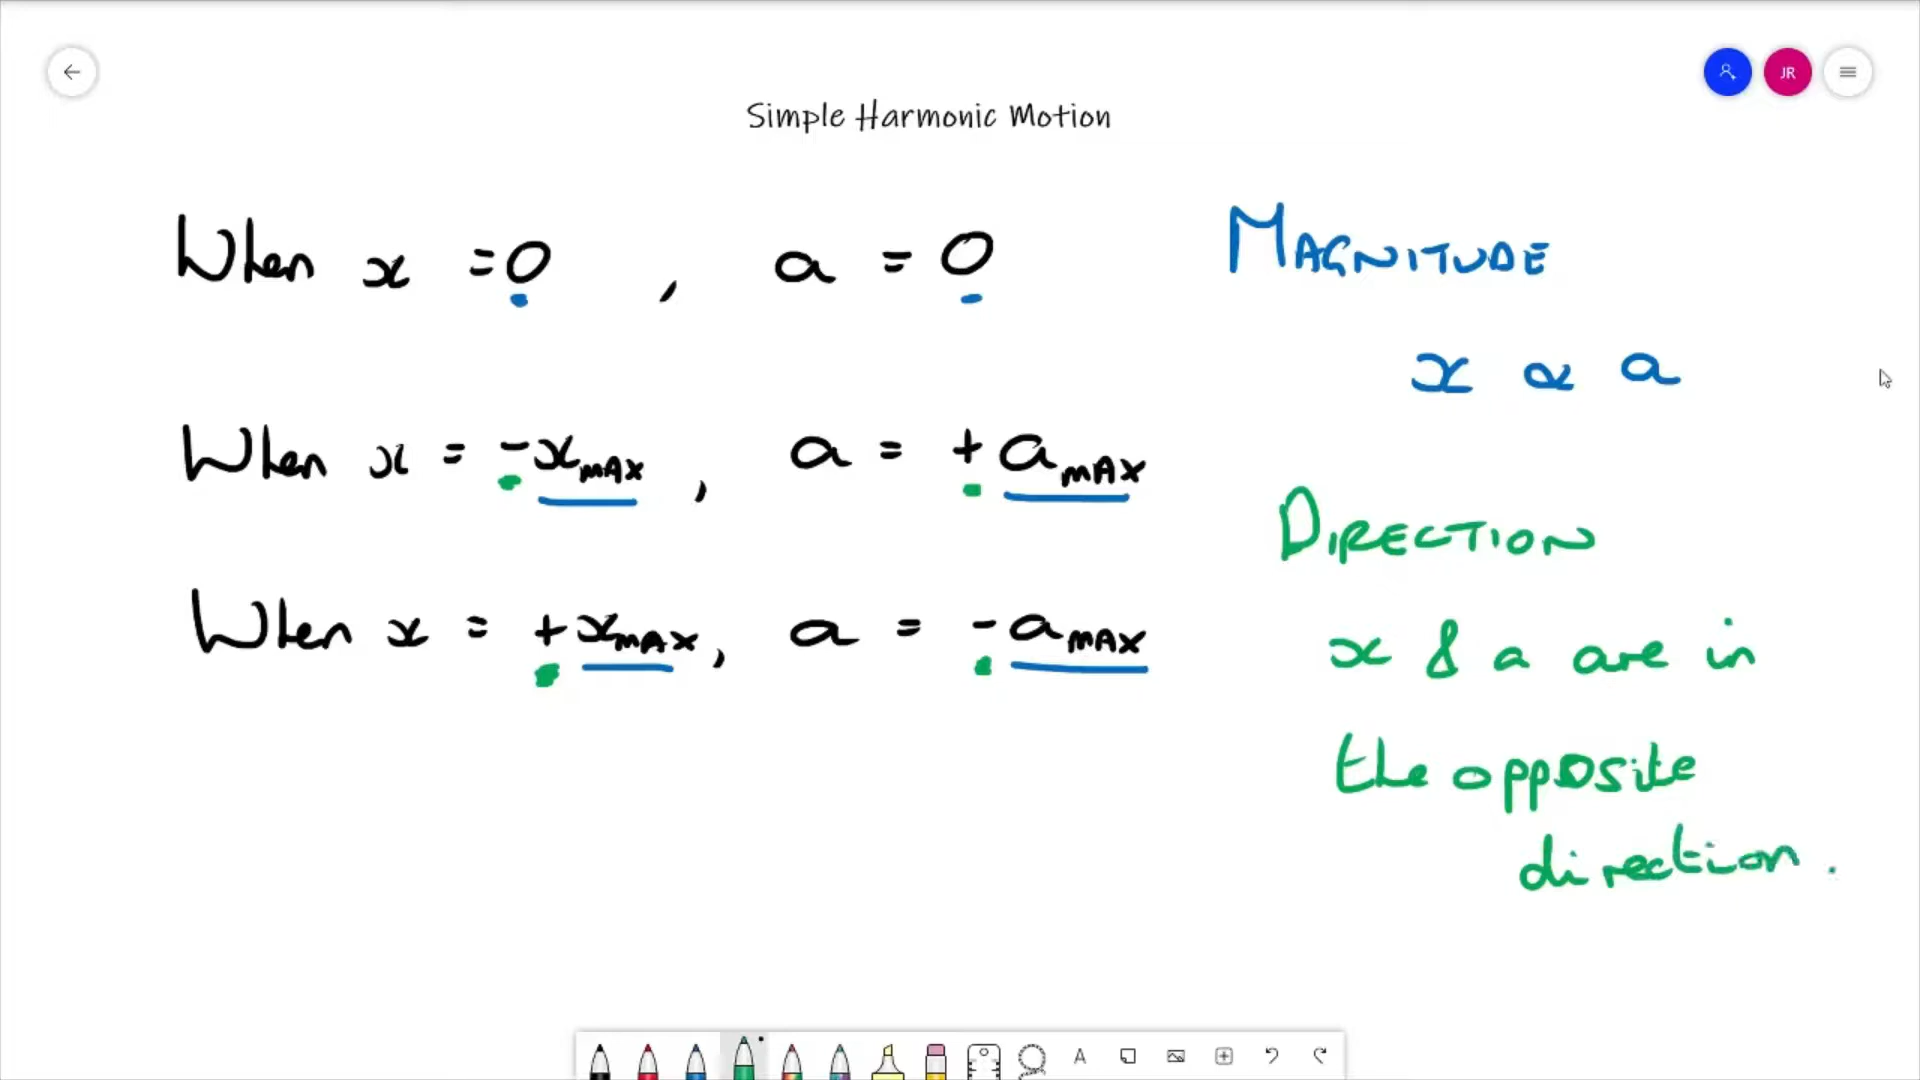 JR
Simple Harmonic Motion
When x = 0 , a = 0
When x = -xMAX , a = +aMAX
When x = +xMAX, a = -aMAX
MAGNITUDE
x ∝ a
DIRECTION
x & a are in
the opposite
direction.
A